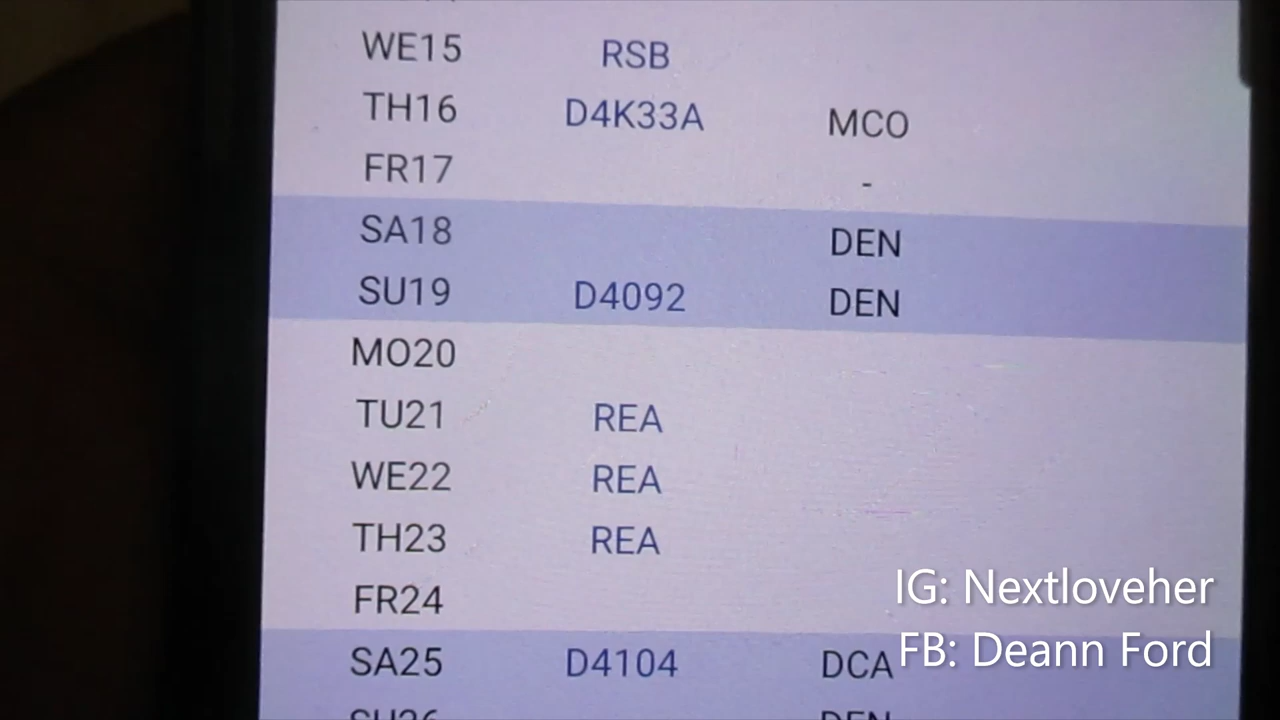 WE15 RSB
TH16 D4K33A MCO
FR17 -
SA18 DEN
SU19 D4092 DEN
MO20
TU21 REA
WE22 REA
TH23 REA
FR24
IG: Nextloveher
SA25 D4104 DCA
FB: Deann Ford